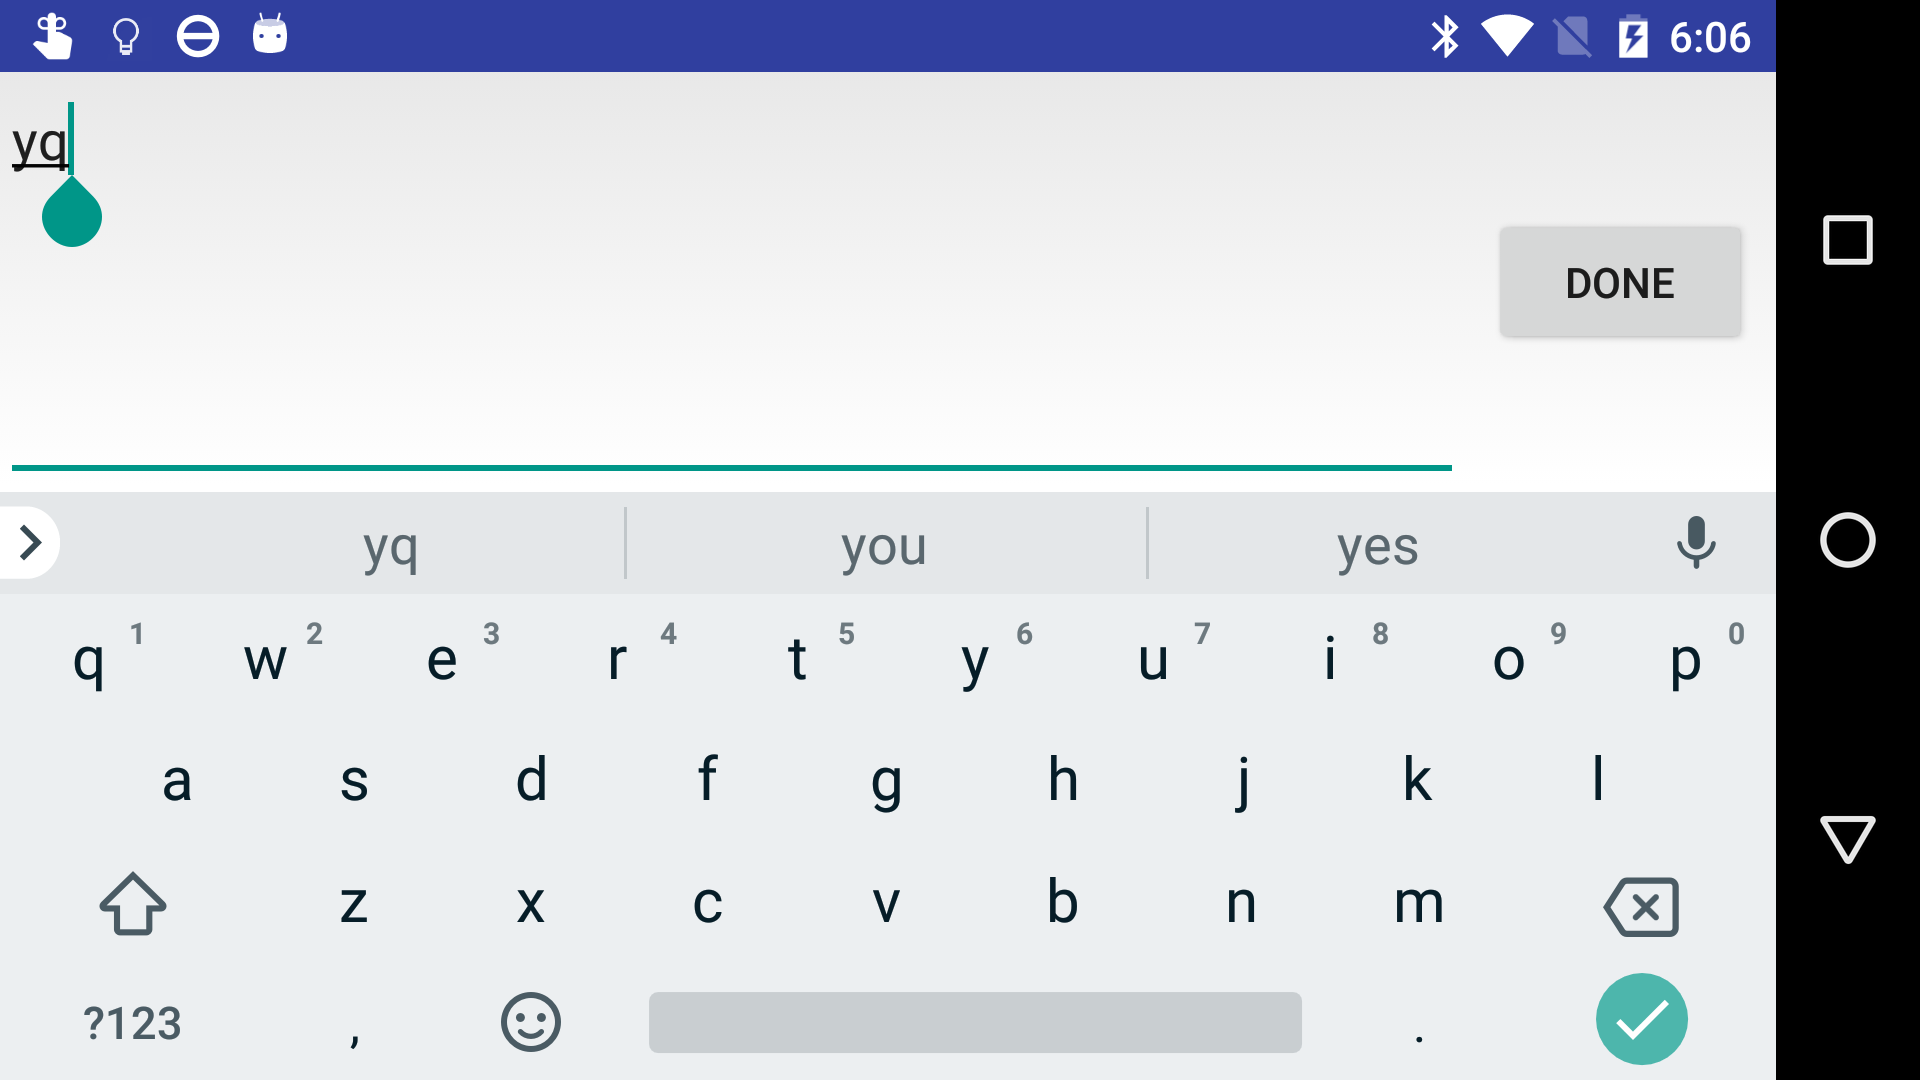 6:06
yq
DONE
yq you yes
q 1 w 2 e 3 r 4 t 5 y 6 u 7 i 8 o 9 p 0
a s d f g h j k l
z x c v b n m
?123 , .